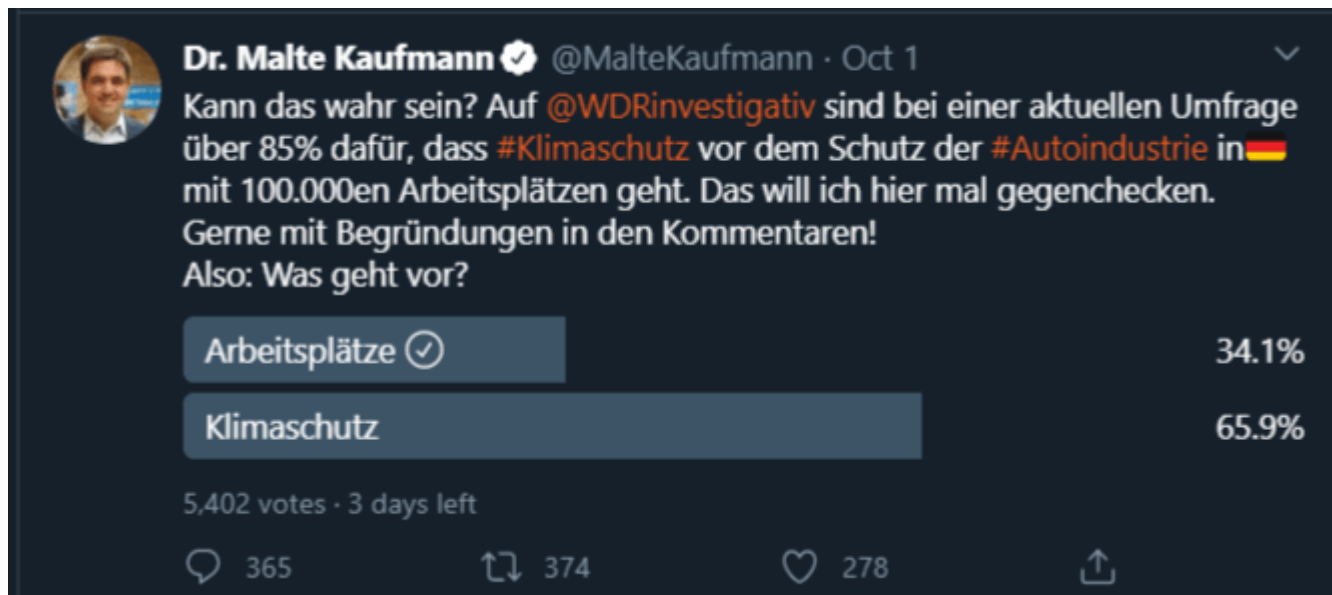 Dr. Malte Kaufmann @MalteKaufmann · Oct 1
Kann das wahr sein? Auf @WDRinvestigativ sind bei einer aktuellen Umfrage
über 85% dafür, dass #Klimaschutz vor dem Schutz der #Autoindustrie in🇩🇪
mit 100.000en Arbeitsplätzen geht. Das will ich hier mal gegenchecken.
Gerne mit Begründungen in den Kommentaren!
Also: Was geht vor?
Arbeitsplätze 34.1%
Klimaschutz 65.9%
5,402 votes · 3 days left
365 374 278